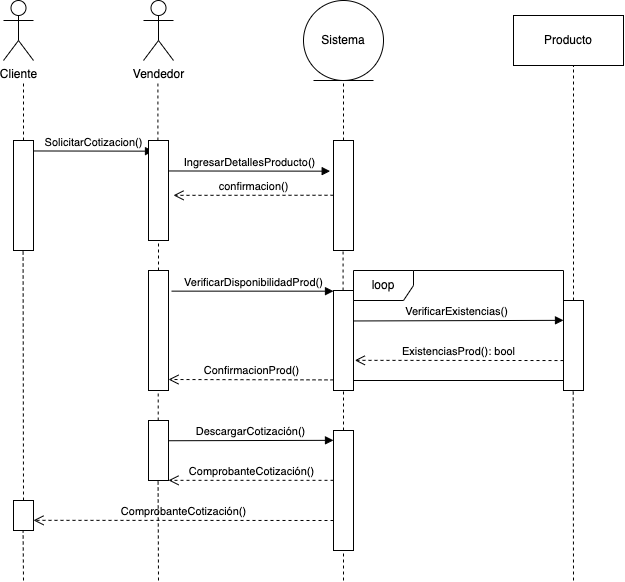 Cliente
Vendedor
Sistema
Producto
SolicitarCotizacion()
IngresarDetallesProducto()
confirmacion()
VerificarDisponibilidadProd()
loop
VerificarExistencias()
ExistenciasProd(): bool
ConfirmacionProd()
DescargarCotización()
ComprobanteCotización()
ComprobanteCotización()